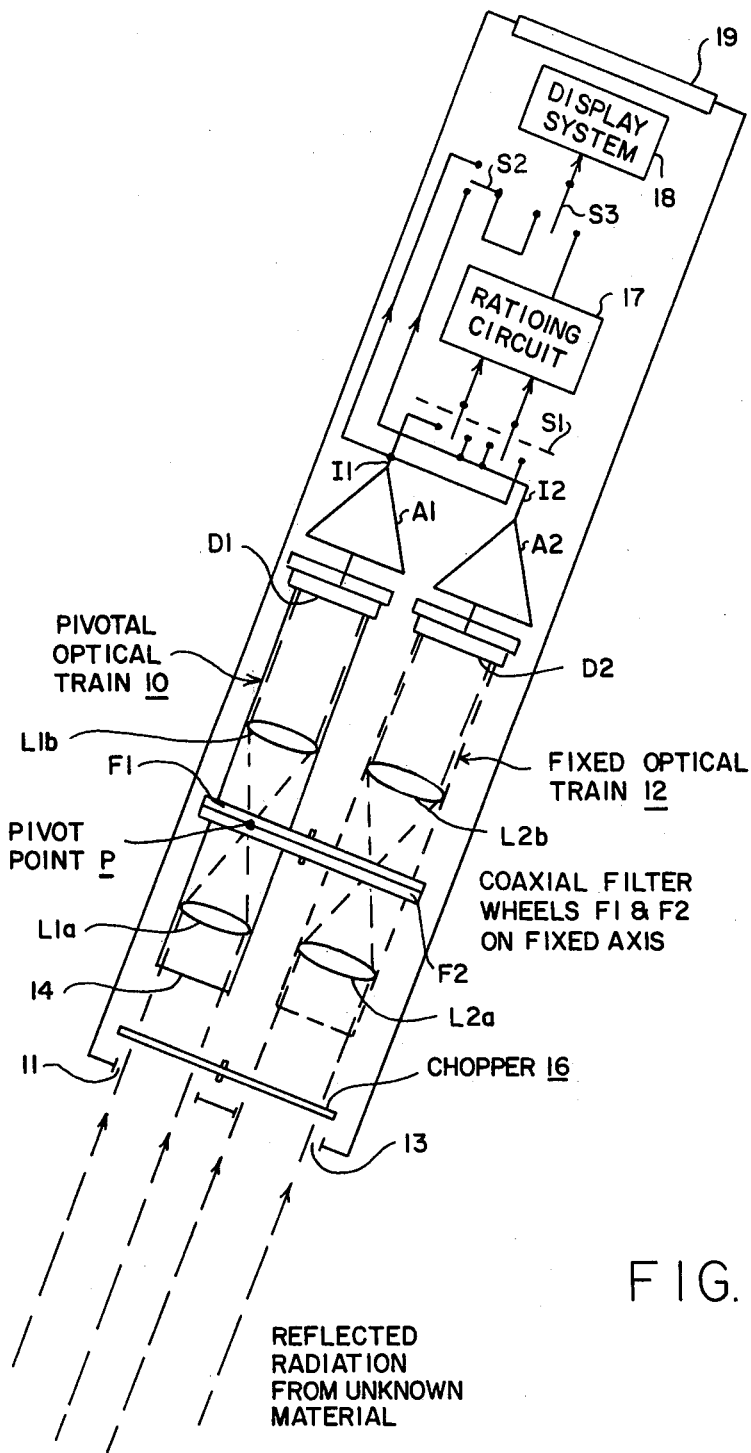 19
DISPLAY
SYSTEM
18
S2
S3
17
RATIOING
CIRCUIT
S1
I1
I2
A1
A2
D1
D2
PIVOTAL
OPTICAL
TRAIN 10
L1b
F1
FIXED OPTICAL
TRAIN 12
L2b
PIVOT
POINT P
COAXIAL FILTER
WHEELS F1 & F2
ON FIXED AXIS
L1a
F2
14
L2a
CHOPPER 16
11
13
FIG.
REFLECTED
RADIATION
FROM UNKNOWN
MATERIAL